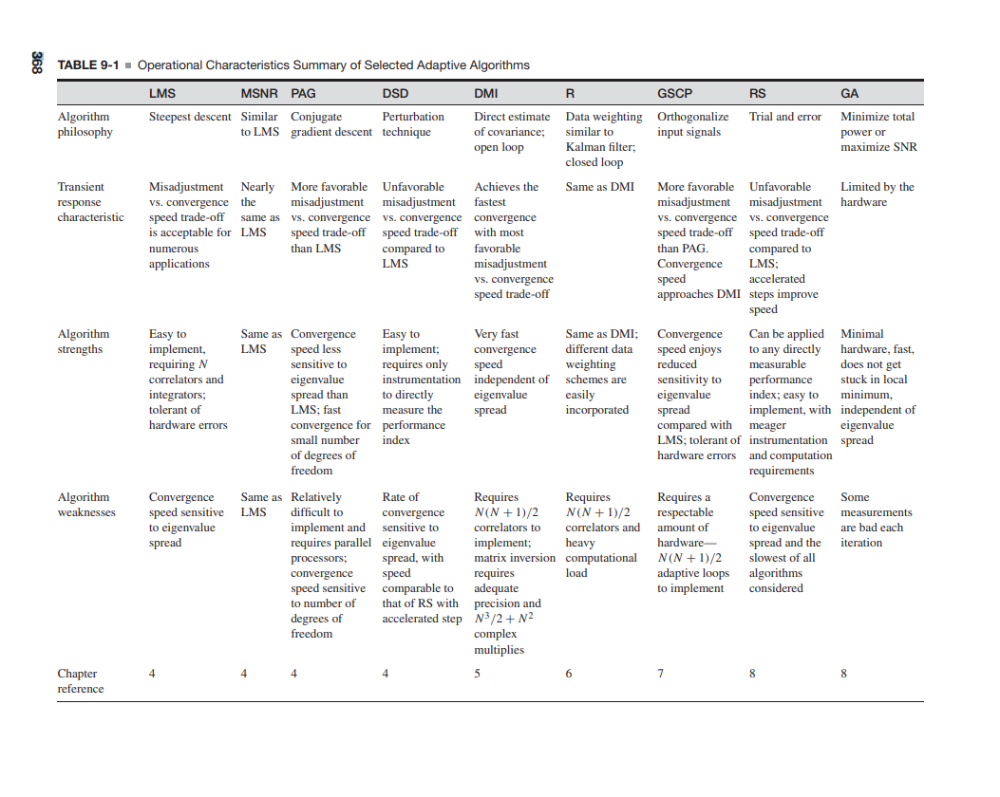 368
TABLE 9-1 ■ Operational Characteristics Summary of Selected Adaptive Algorithms
LMS
MSNR
PAG
DSD
DMI
R
GSCP
RS
GA
Algorithm
philosophy
Steepest descent
Similar
to LMS
Conjugate
gradient descent
Perturbation
technique
Direct estimate
of covariance;
open loop
Data weighting
similar to
Kalman filter;
closed loop
Orthogonalize
input signals
Trial and error
Minimize total
power or
maximize SNR
Transient
response
characteristic
Misadjustment
vs. convergence
speed trade-off
is acceptable for
numerous
applications
Nearly
the
same as
LMS
More favorable
misadjustment
vs. convergence
speed trade-off
than LMS
Unfavorable
misadjustment
vs. convergence
speed trade-off
compared to
LMS
Achieves the
fastest
convergence
with most
favorable
misadjustment
vs. convergence
speed trade-off
Same as DMI
More favorable
misadjustment
vs. convergence
speed trade-off
than PAG.
Convergence
speed
approaches DMI
Unfavorable
misadjustment
vs. convergence
speed trade-off
compared to
LMS;
accelerated
steps improve
speed
Limited by the
hardware
Algorithm
strengths
Easy to
implement,
requiring N
correlators and
integrators;
tolerant of
hardware errors
Same as
LMS
Convergence
speed less
sensitive to
eigenvalue
spread than
LMS; fast
convergence for
small number
of degrees of
freedom
Easy to
implement;
requires only
instrumentation
to directly
measure the
performance
index
Very fast
convergence
speed
independent of
eigenvalue
spread
Same as DMI;
different data
weighting
schemes are
easily
incorporated
Convergence
speed enjoys
reduced
sensitivity to
eigenvalue
spread
compared with
LMS; tolerant of
hardware errors
Can be applied
to any directly
measurable
performance
index; easy to
implement, with
meager
instrumentation
and computation
requirements
Minimal
hardware, fast,
does not get
stuck in local
minimum,
independent of
eigenvalue
spread
Algorithm
weaknesses
Convergence
speed sensitive
to eigenvalue
spread
Same as
LMS
Relatively
difficult to
implement and
requires parallel
processors;
convergence
speed sensitive
to number of
degrees of
freedom
Rate of
convergence
sensitive to
eigenvalue
spread, with
speed
comparable to
that of RS with
accelerated step
Requires
N(N + 1)/2
correlators to
implement;
matrix inversion
requires
adequate
precision and
N³/2 + N²
complex
multiplies
Requires
N(N + 1)/2
correlators and
heavy
computational
load
Requires a
respectable
amount of
hardware—
N(N + 1)/2
adaptive loops
to implement
Convergence
speed sensitive
to eigenvalue
spread and the
slowest of all
algorithms
considered
Some
measurements
are bad each
iteration
Chapter
reference
4
4
4
4
5
6
7
8
8